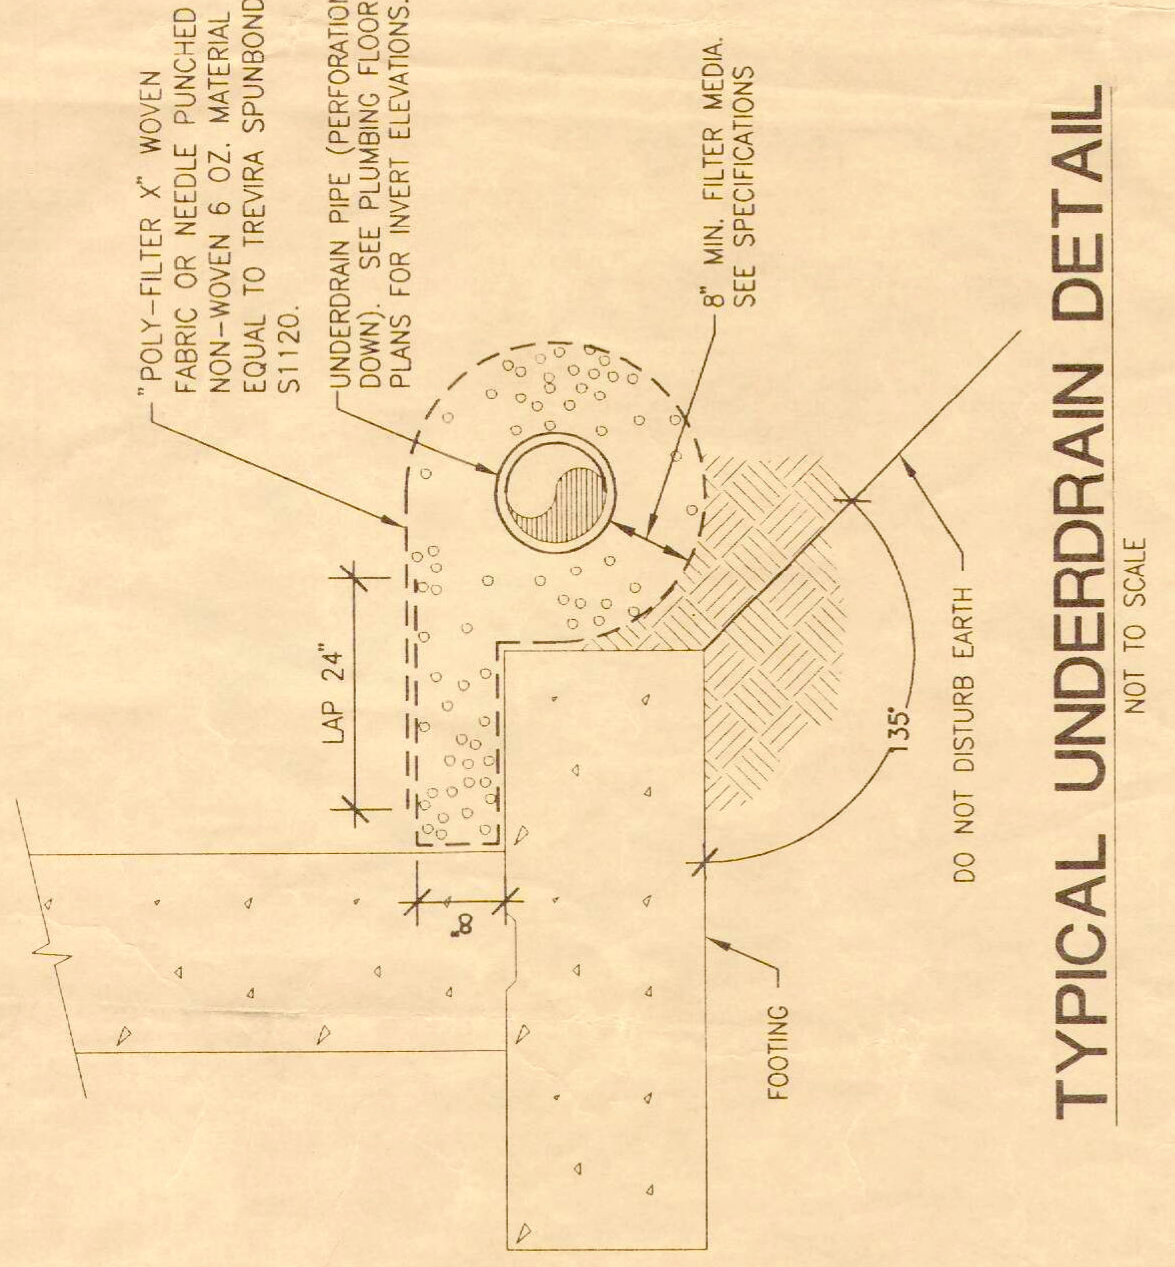 "POLY-FILTER X" WOVEN
FABRIC OR NEEDLE PUNCHED
NON-WOVEN 6 OZ. MATERIAL
EQUAL TO TREVIRA SPUNBOND
S1120.
UNDERDRAIN PIPE (PERFORATION
DOWN). SEE PLUMBING FLOOR
PLANS FOR INVERT ELEVATIONS.
LAP 24"
8" MIN. FILTER MEDIA.
SEE SPECIFICATIONS
8"
135°
FOOTING
DO NOT DISTURB EARTH
TYPICAL UNDERDRAIN DETAIL
NOT TO SCALE